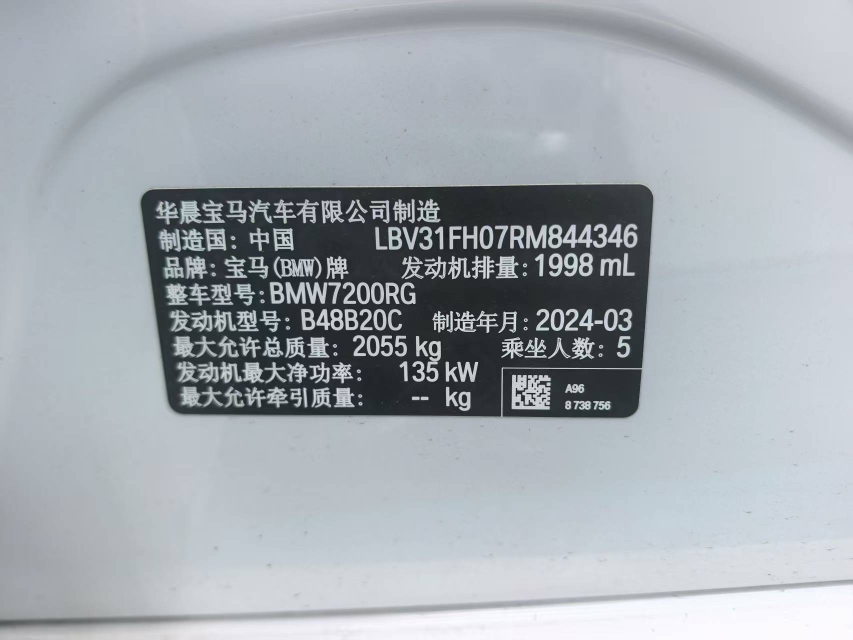 华晨宝马汽车有限公司制造
制造国: 中国 LBV31FH07RM844346
品牌: 宝马(BMW)牌 发动机排量: 1998 mL
整车型号: BMW7200RG
发动机型号: B48B20C 制造年月: 2024-03
最大允许总质量: 2055 kg 乘坐人数: 5
发动机最大净功率: 135 kW
最大允许牵引质量: -- kg
A96
8 738 756